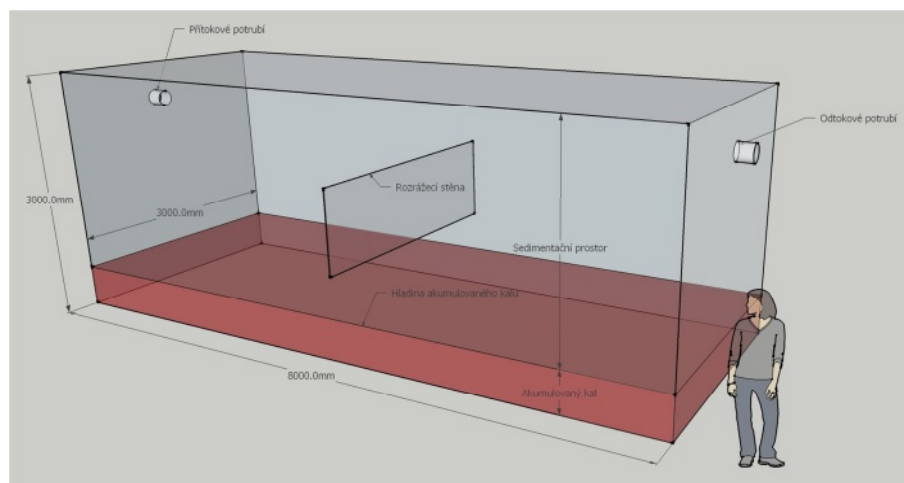 Přítokové potrubí
Odtokové potrubí
Rozrážecí stěna
3000.0mm
3000.0mm
Sedimentační prostor
Hladina akumulovaného kalu
8000.0mm
Akumulovaný kal